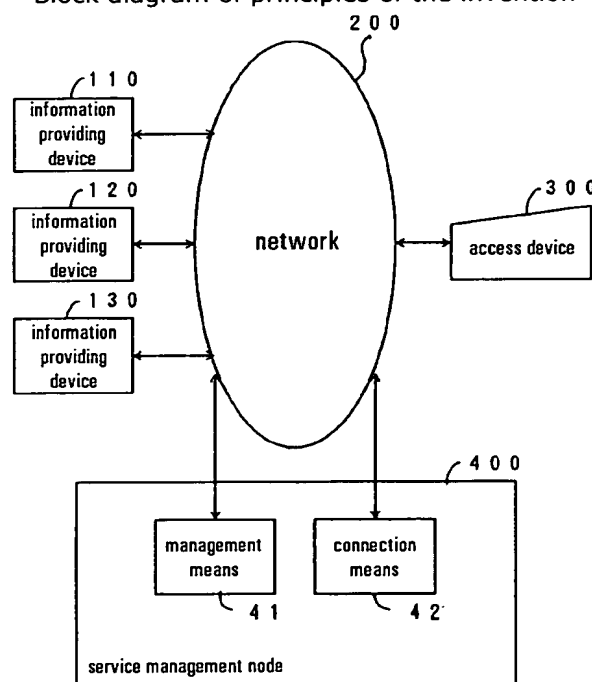 Block diagram of principles of the invention
200
110
information
providing
device
120
information
providing
device
130
information
providing
device
network
300
access device
400
management
means
41
connection
means
42
service management node